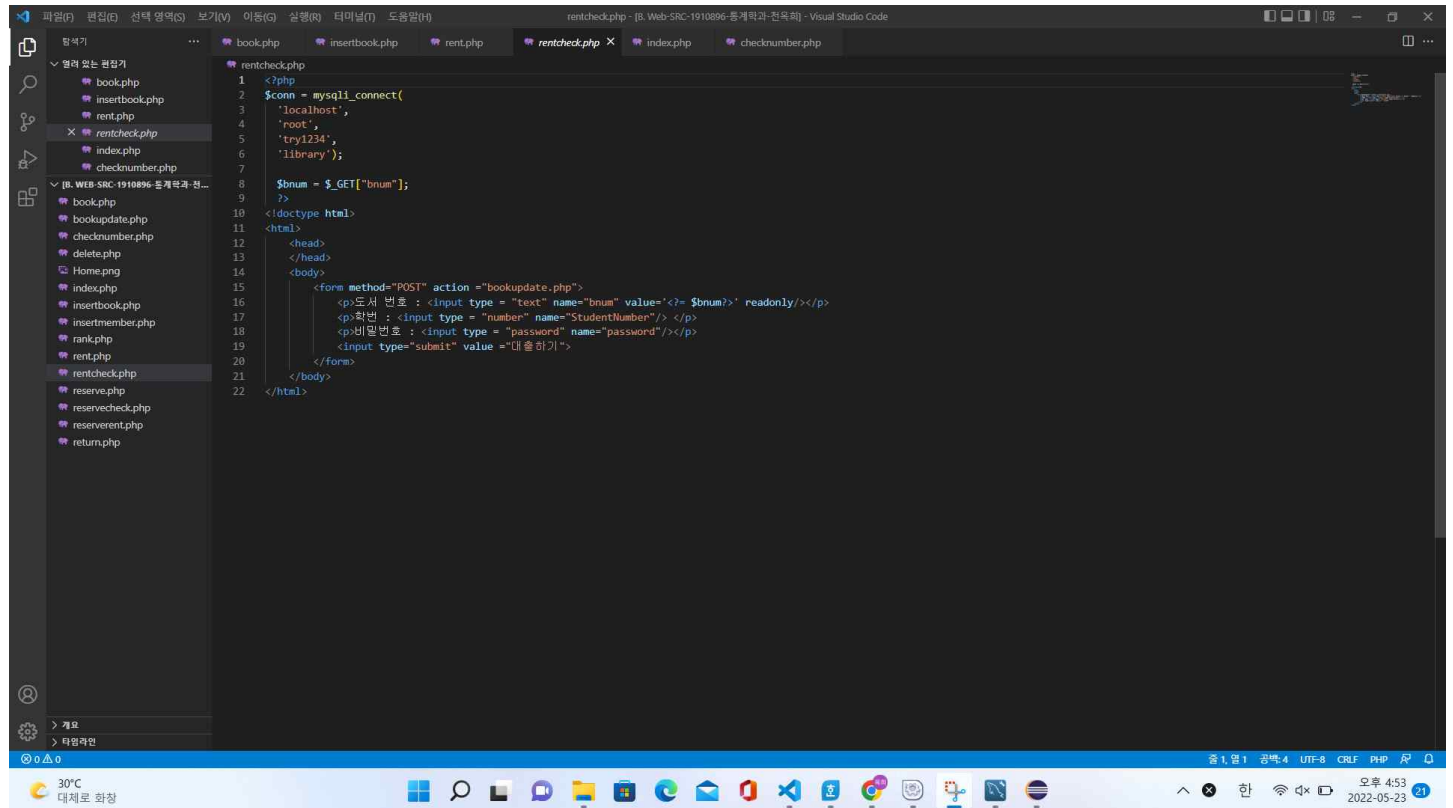 파일(F) 편집(E) 선택 영역(S) 보기(V) 이동(G) 실행(R) 터미널(T) 도움말(H)
rentcheck.php - [B. Web-SRC-1910896-통계학과-전옥희] - Visual Studio Code
탐색기 ...
book.php insertbook.php rent.php rentcheck.php index.php checknumber.php
열려 있는 편집기
book.php
insertbook.php
rent.php
rentcheck.php
index.php
checknumber.php
[B. WEB-SRC-1910896-통계학과-전...
book.php
bookupdate.php
checknumber.php
delete.php
Home.png
index.php
insertbook.php
insertmember.php
rank.php
rent.php
rentcheck.php
reserve.php
reservecheck.php
reserverent.php
return.php
개요
타임라인
rentcheck.php
1 <?php
2 $conn = mysqli_connect(
3 'localhost',
4 'root',
5 'try1234',
6 'library');
7
8 $bnum = $_GET["bnum"];
9 ?>
10 <!doctype html>
11 <html>
12 <head>
13 </head>
14 <body>
15 <form method="POST" action ="bookupdate.php">
16 <p>도서 번호 : <input type = "text" name="bnum" value='<?= $bnum?>' readonly/></p>
17 <p>학번 : <input type = "number" name="StudentNumber"/> </p>
18 <p>비밀번호 : <input type = "password" name="password"/></p>
19 <input type="submit" value ="대출하기">
20 </form>
21 </body>
22 </html>
0 0
줄 1, 열 1 공백: 4 UTF-8 CRLF PHP
30°C
대체로 화창
한
오후 4:53
2022-05-23
21